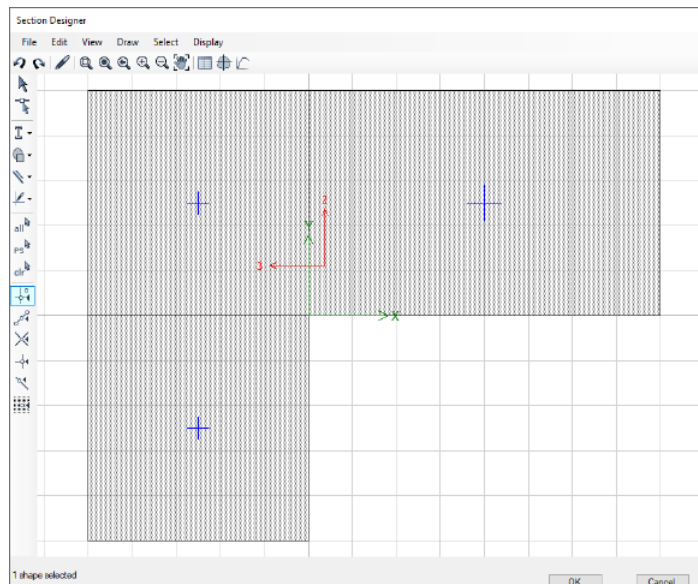 Section Designer
File Edit View Draw Select Display
2
Y
3
X
all
ps
clr
1 shape selected
OK Cancel